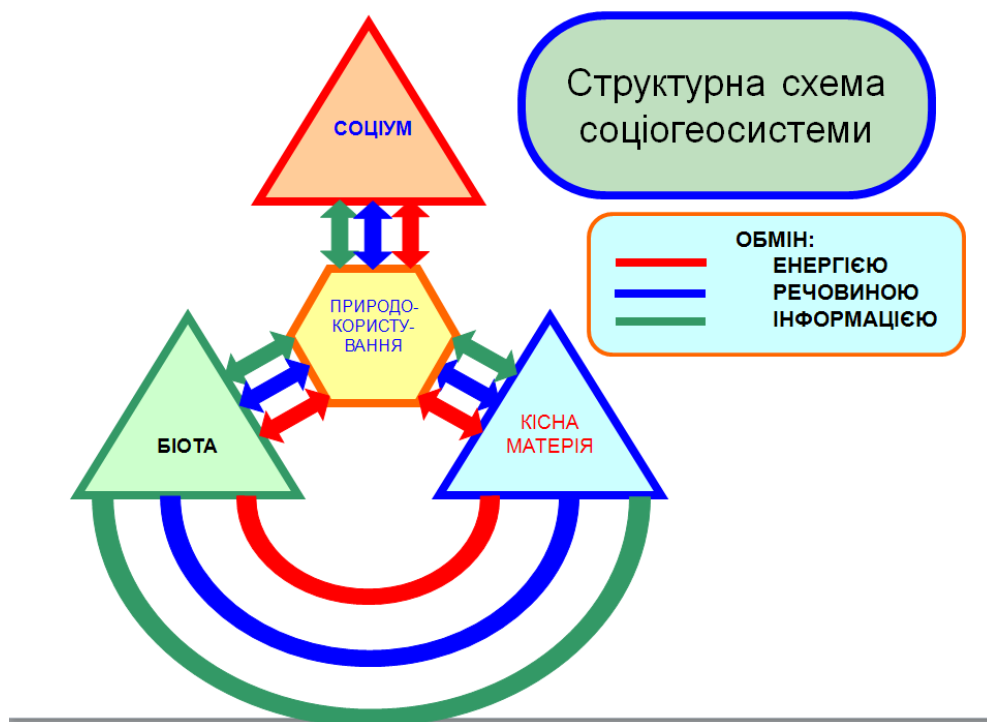 Структурна схема
соціогеосистеми
СОЦІУМ
ОБМІН:
ЕНЕРГІЄЮ
РЕЧОВИНОЮ
ІНФОРМАЦІЄЮ
ПРИРОДО-
КОРИСТУ-
ВАННЯ
БІОТА
КІСНА
МАТЕРІЯ